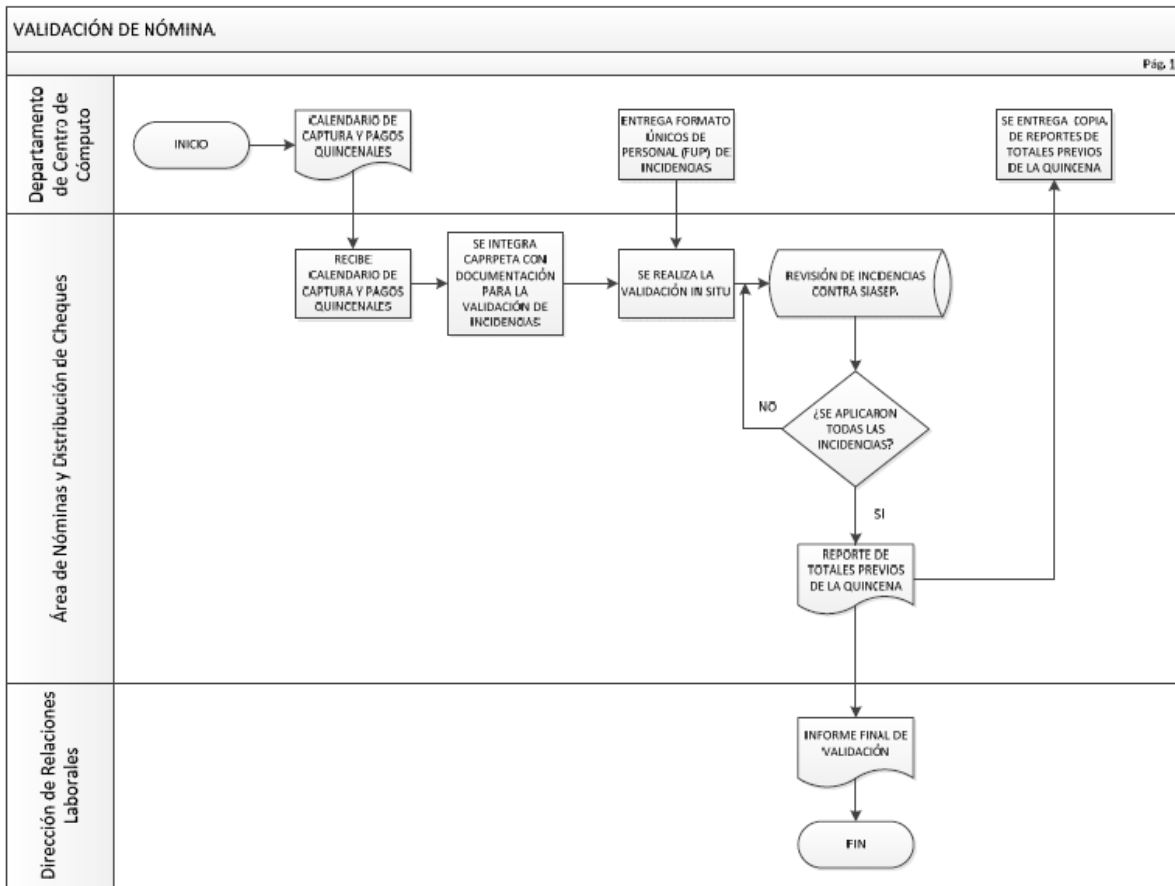 VALIDACIÓN DE NÓMINA.
Pág. 1
Departamento
de Centro de
Cómputo
INICIO
CALENDARIO DE
CAPTURA Y PAGOS
QUINCENALES
ENTREGA FORMATO
ÚNICOS DE
PERSONAL (FUP) DE
INCIDENCIAS
SE ENTREGA COPIA
DE REPORTES DE
TOTALES PREVIOS
DE LA QUINCENA
Área de Nóminas y Distribución de Cheques
RECIBE
CALENDARIO DE
CAPTURA Y PAGOS
QUINCENALES
SE INTEGRA
CAPRPETA CON
DOCUMENTACIÓN
PARA LA
VALIDACIÓN DE
INCIDENCIAS
SE REALIZA LA
VALIDACIÓN IN SITU
REVISIÓN DE INCIDENCIAS
CONTRA SIASEP.
NO
¿SE APLICARON
TODAS LAS
INCIDENCIAS?
SI
REPORTE DE
TOTALES PREVIOS
DE LA QUINCENA
Dirección de Relaciones
Laborales
INFORME FINAL DE
VALIDACIÓN
FIN